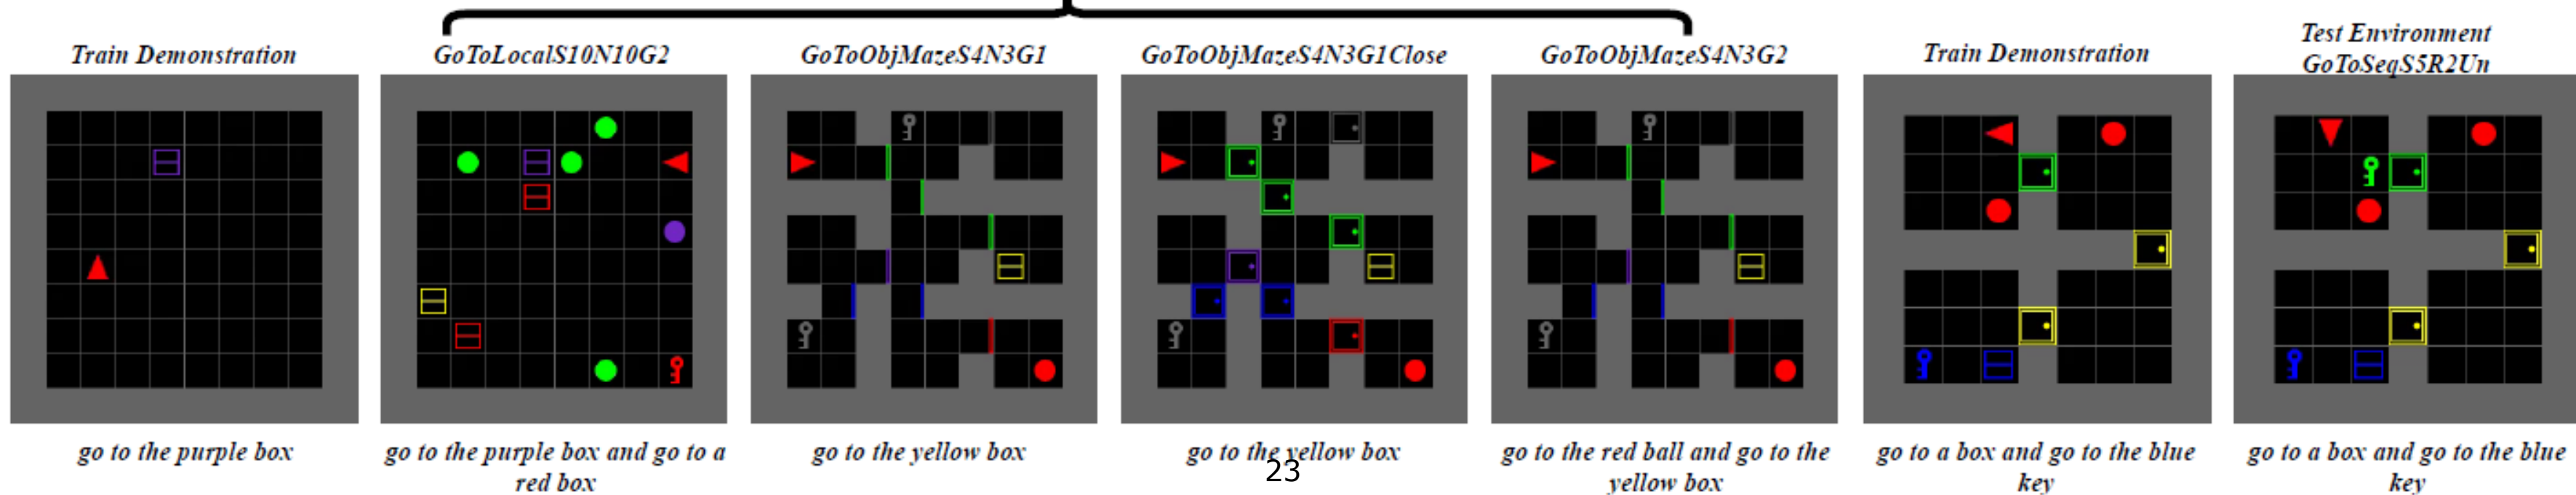 Train Demonstration
GoToLocalS10N10G2
GoToObjMazeS4N3G1
GoToObjMazeS4N3G1Close
GoToObjMazeS4N3G2
Train Demonstration
Test Environment
GoToSeqS5R2Un
go to the purple box
go to the purple box and go to a
red box
go to the yellow box
go to the yellow box
go to the red ball and go to the
yellow box
go to a box and go to the blue
key
go to a box and go to the blue
key
23